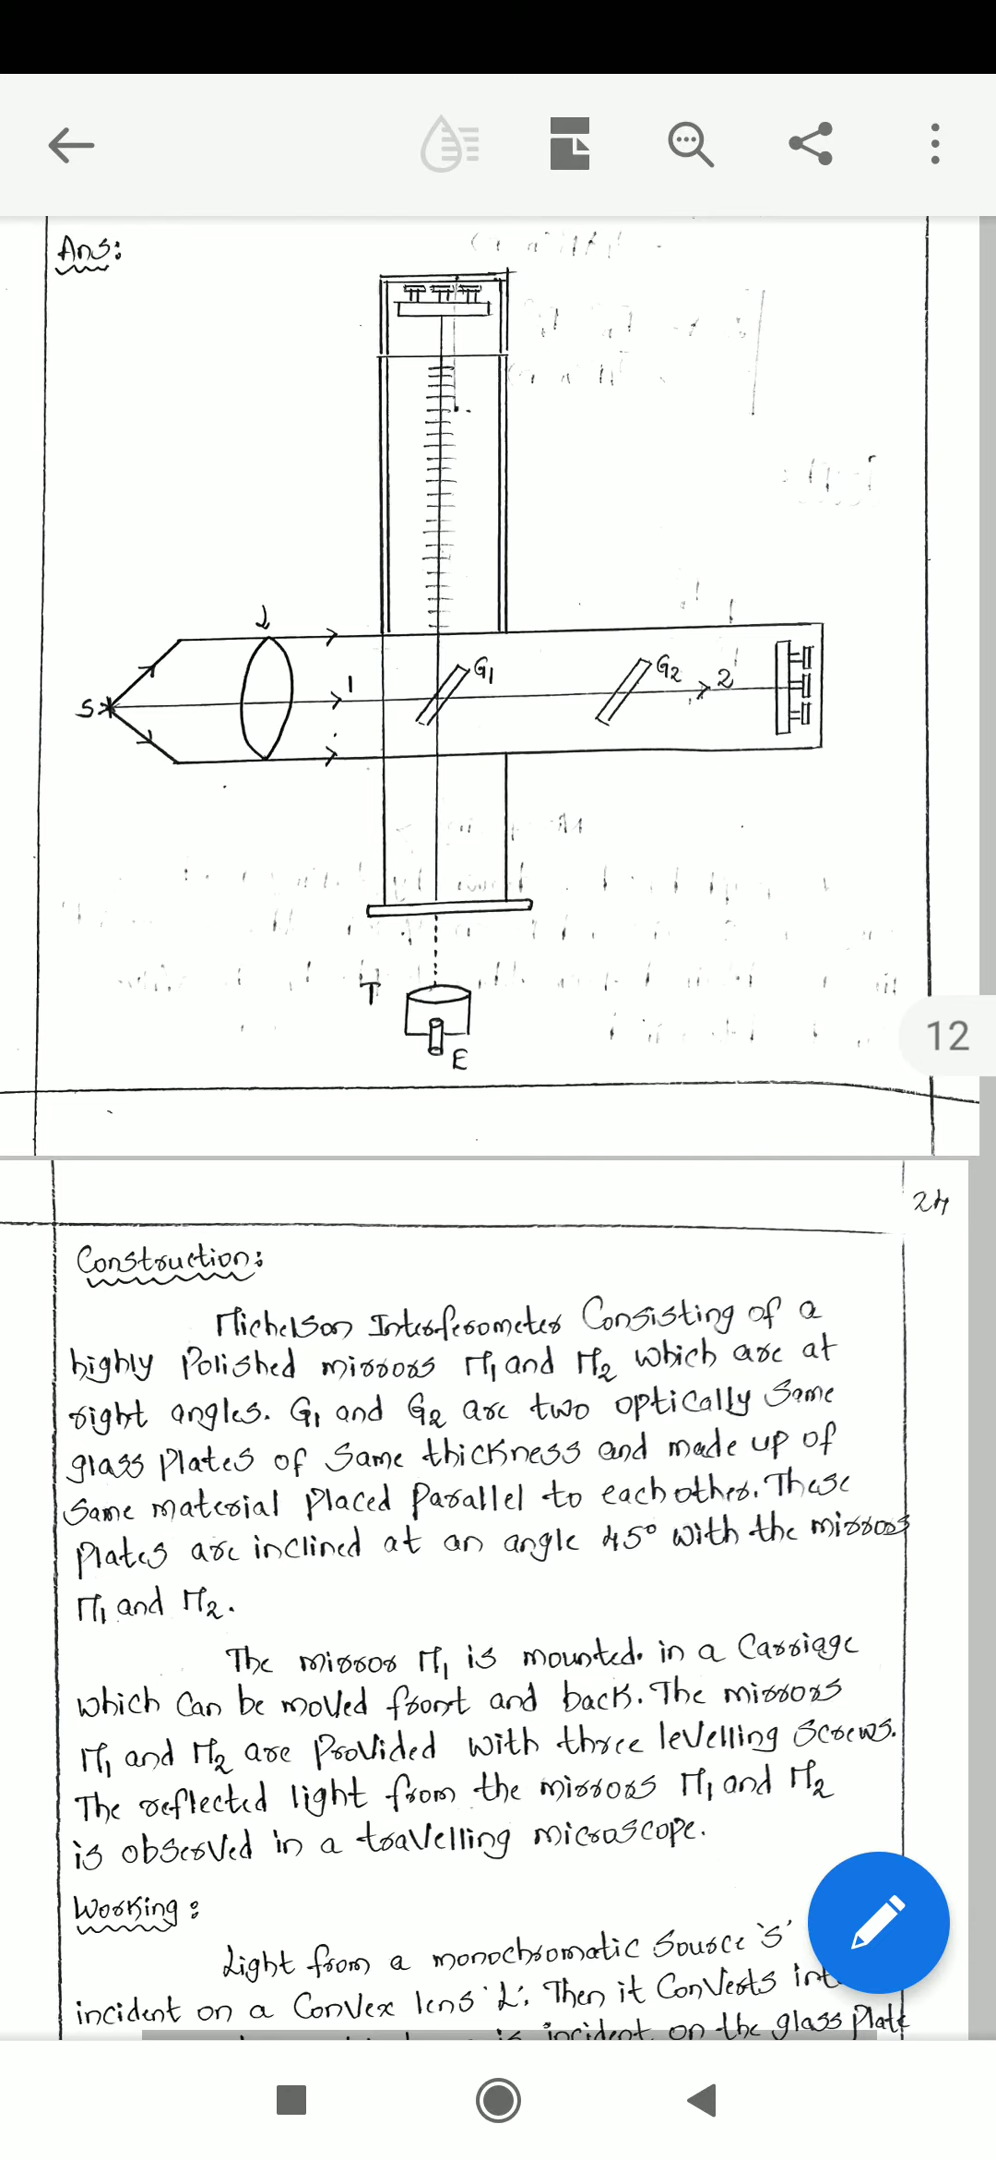 Ans:
L
G1
G2
2
1
S
T
E
12
24
Construction:
Michelson Interferometer Consisting of a
highly Polished mirrors M1 and M2 which are at
right angles. G1 and G2 are two optically Same
glass Plates of Same thickness and made up of
Same material Placed Parallel to each other. These
Plates are inclined at an angle 45° with the mirrors
M1 and M2.
The mirror M1 is mounted. in a Carriage
which Can be moved front and back. The mirrors
M1 and M2 are Provided with three levelling Screws.
The reflected light from the mirrors M1 and M2
is observed in a travelling microscope.
Working:
Light from a monochromatic Source 'S'
incident on a Convex lens 'L'. Then it Converts
is incident on the glass Plate